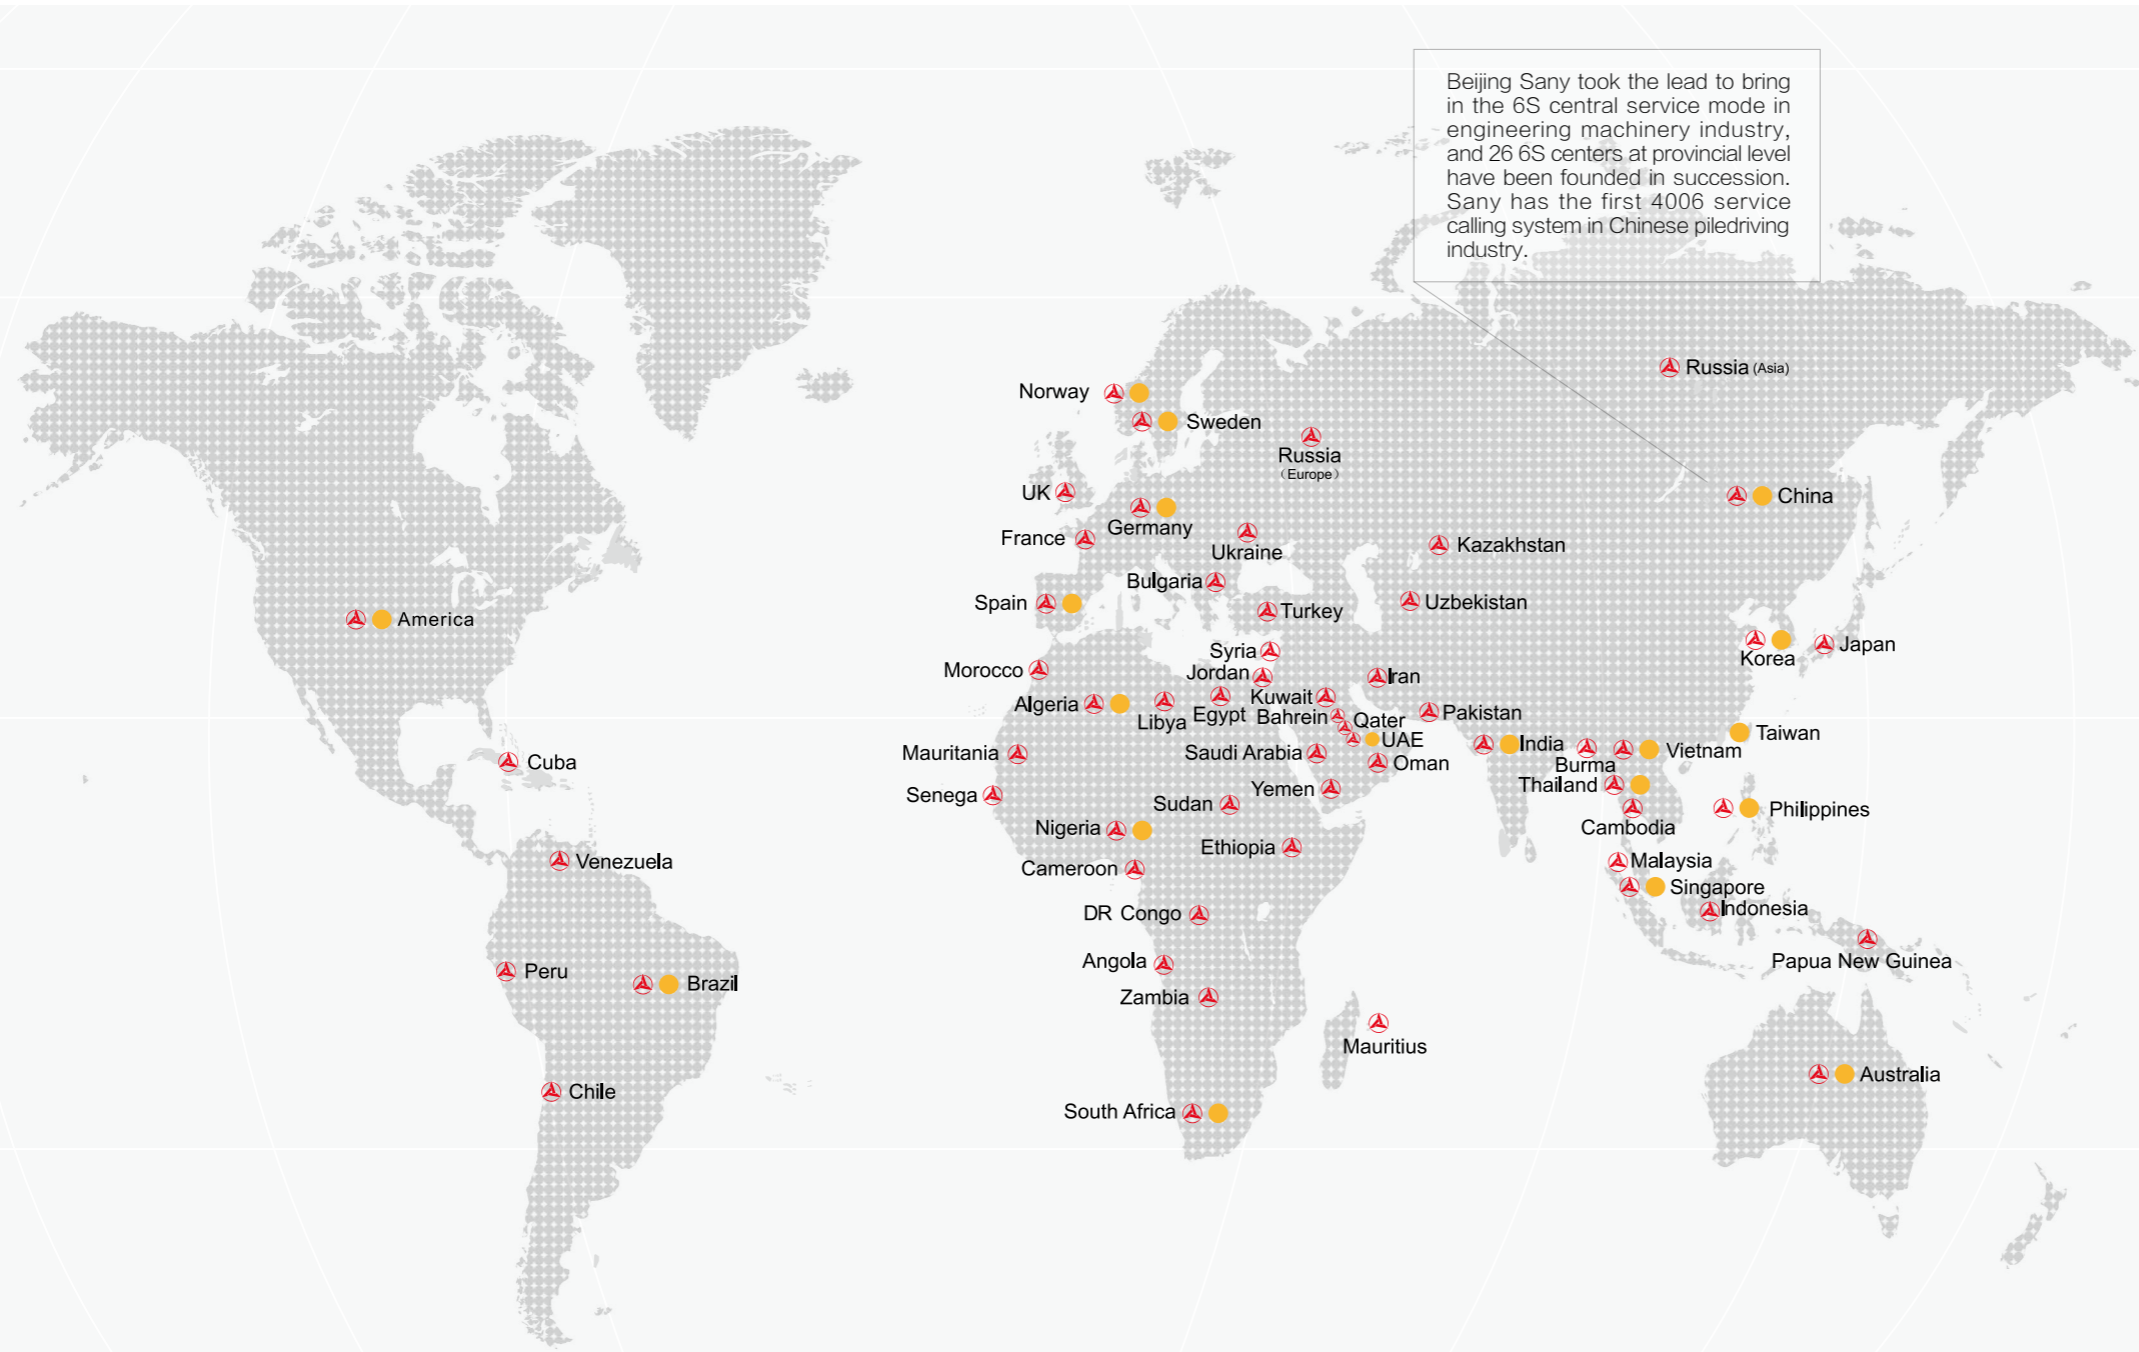 Beijing Sany took the lead to bring
in the 6S central service mode in
engineering machinery industry,
and 26 6S centers at provincial level
have been founded in succession.
Sany has the first 4006 service
calling system in Chinese piledriving
industry.
Russia (Asia)
Norway
Sweden
Russia
(Europe)
UK
China
Germany
France
Ukraine
Kazakhstan
Bulgaria
Spain
Uzbekistan
Turkey
America
Syria
Japan
Korea
Morocco
Jordan
Iran
Kuwait
Algeria
Libya
Egypt
Bahrein
Qater
Pakistan
UAE
Taiwan
India
Vietnam
Mauritania
Saudi Arabia
Oman
Burma
Cuba
Thailand
Senega
Yemen
Sudan
Philippines
Nigeria
Cambodia
Ethiopia
Venezuela
Cameroon
Malaysia
Singapore
Indonesia
DR Congo
Angola
Papua New Guinea
Peru
Brazil
Zambia
Mauritius
Australia
Chile
South Africa